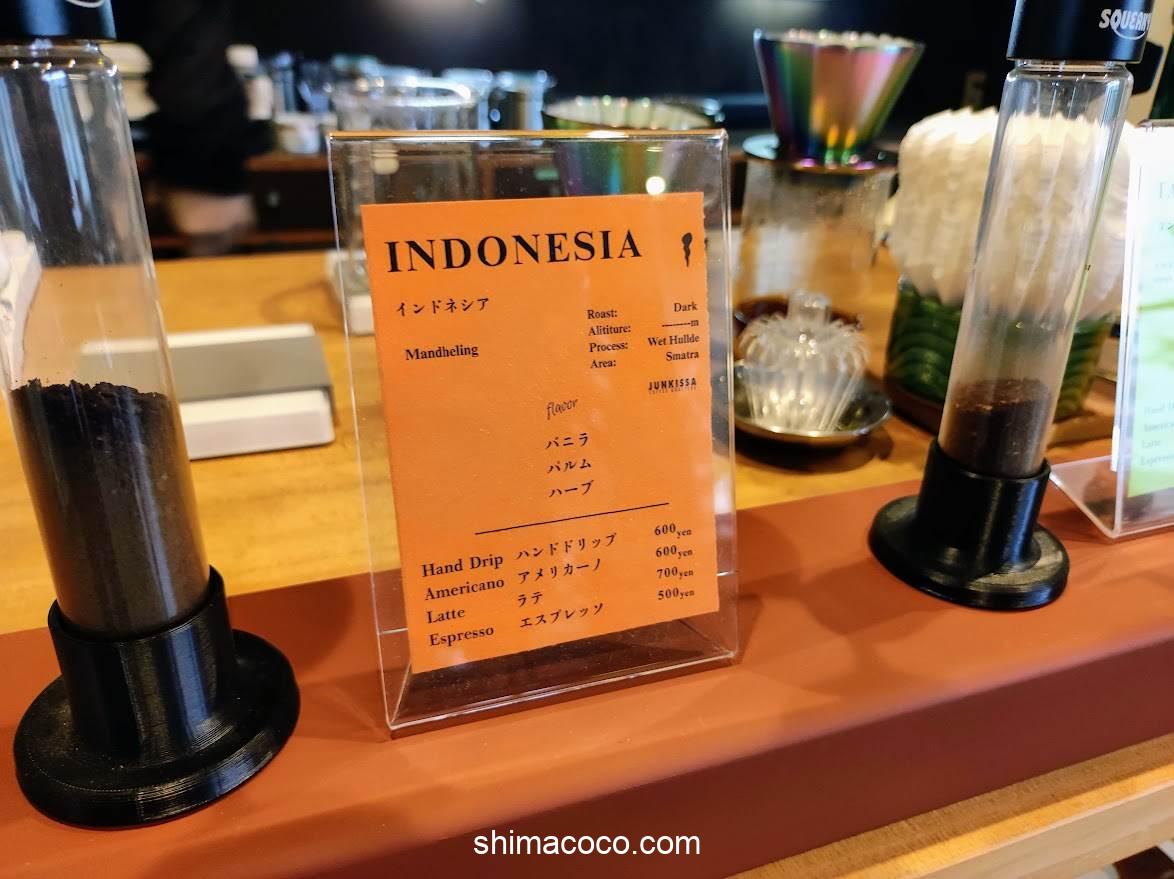 SQUEAKY
INDONESIA
インドネシア
Mandheling
Roast: Dark
Alititure: --------m
Process: Wet Hullde
Area: Smatra
JUNKISSA
flavor
バニラ
パルム
ハーブ
Hand Drip ハンドドリップ 600yen
Americano アメリカーノ 600yen
Latte ラテ 700yen
Espresso エスプレッソ 500yen
shimacoco.com